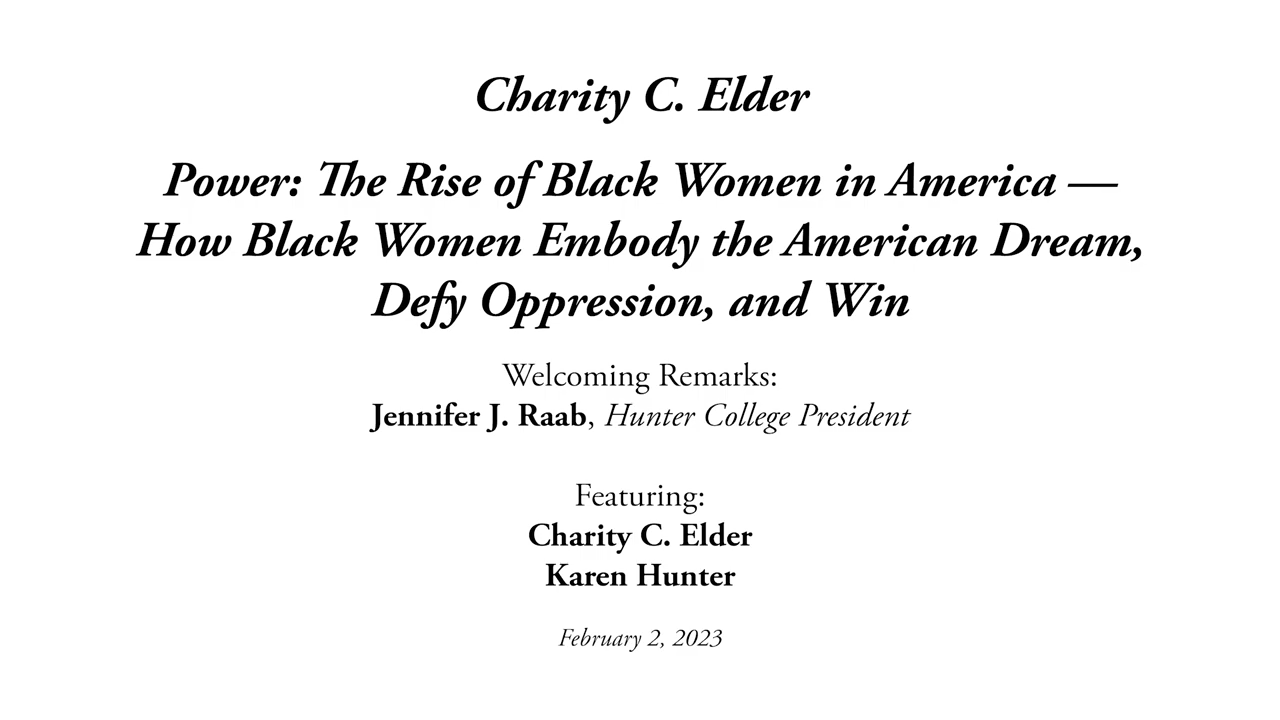 Charity C. Elder
Power: The Rise of Black Women in America —
How Black Women Embody the American Dream,
Defy Oppression, and Win
Welcoming Remarks:
Jennifer J. Raab, Hunter College President
Featuring:
Charity C. Elder
Karen Hunter
February 2, 2023